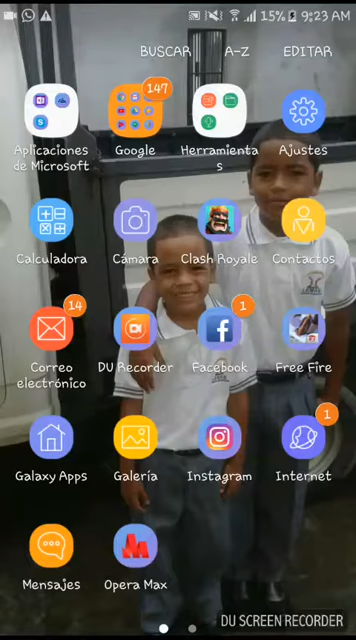 15% 9:23 AM
BUSCAR A-Z EDITAR
147
Aplicaciones de Microsoft
Google
Herramientas
Ajustes
Calculadora
Cámara
Clash Royale
Contactos
14
1
Correo electrónico
DU Recorder
Facebook
Free Fire
1
Galaxy Apps
Galería
Instagram
Internet
Mensajes
Opera Max
DU SCREEN RECORDER